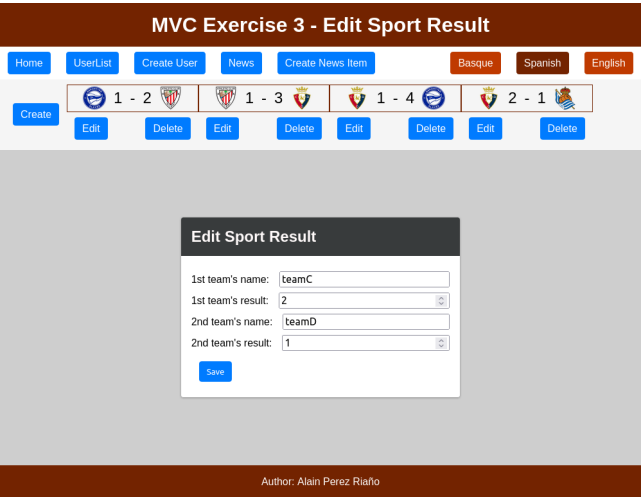 MVC Exercise 3 - Edit Sport Result
Home UserList Create User News Create News Item Basque Spanish English
Create 1 - 2 1 - 3 1 - 4 2 - 1
Edit Delete Edit Delete Edit Delete Edit Delete
Edit Sport Result
1st team's name: teamC
1st team's result: 2
2nd team's name: teamD
2nd team's result: 1
Save
Author: Alain Perez Riaño